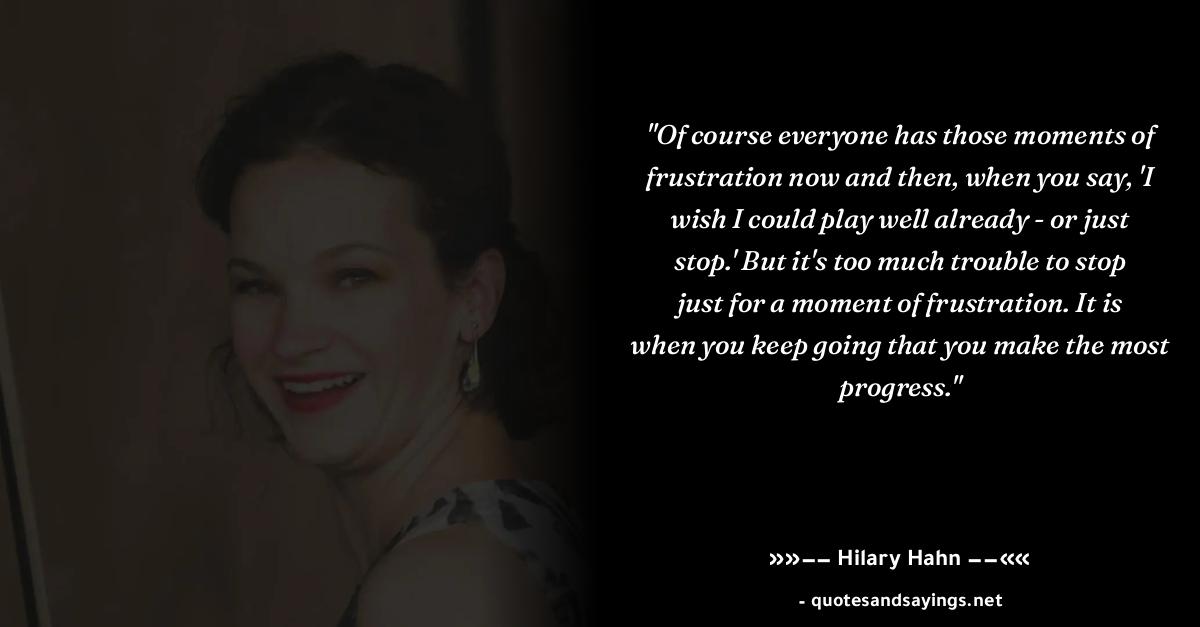 "Of course everyone has those moments of
frustration now and then, when you say, 'I
wish I could play well already - or just
stop.' But it's too much trouble to stop
just for a moment of frustration. It is
when you keep going that you make the most
progress."
»»−− Hilary Hahn −−««
- quotesandsayings.net